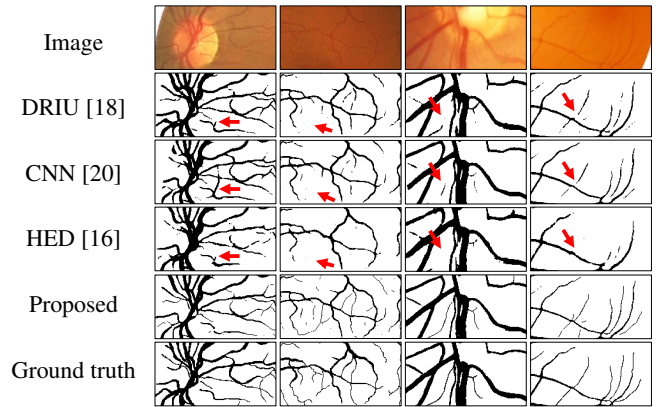 Image
DRIU [18]
CNN [20]
HED [16]
Proposed
Ground truth